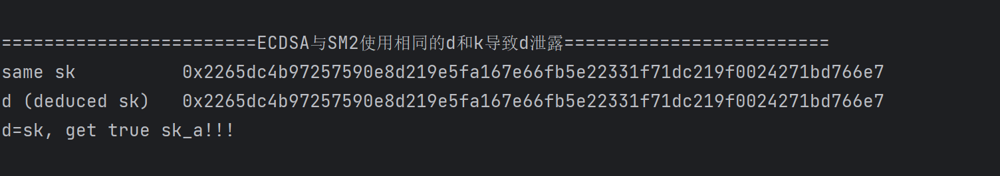 ========================ECDSA与SM2使用相同的d和k导致d泄露=========================
same sk          0x2265dc4b97257590e8d219e5fa167e66fb5e22331f71dc219f0024271bd766e7
d (deduced sk)   0x2265dc4b97257590e8d219e5fa167e66fb5e22331f71dc219f0024271bd766e7
d=sk, get true sk_a!!!